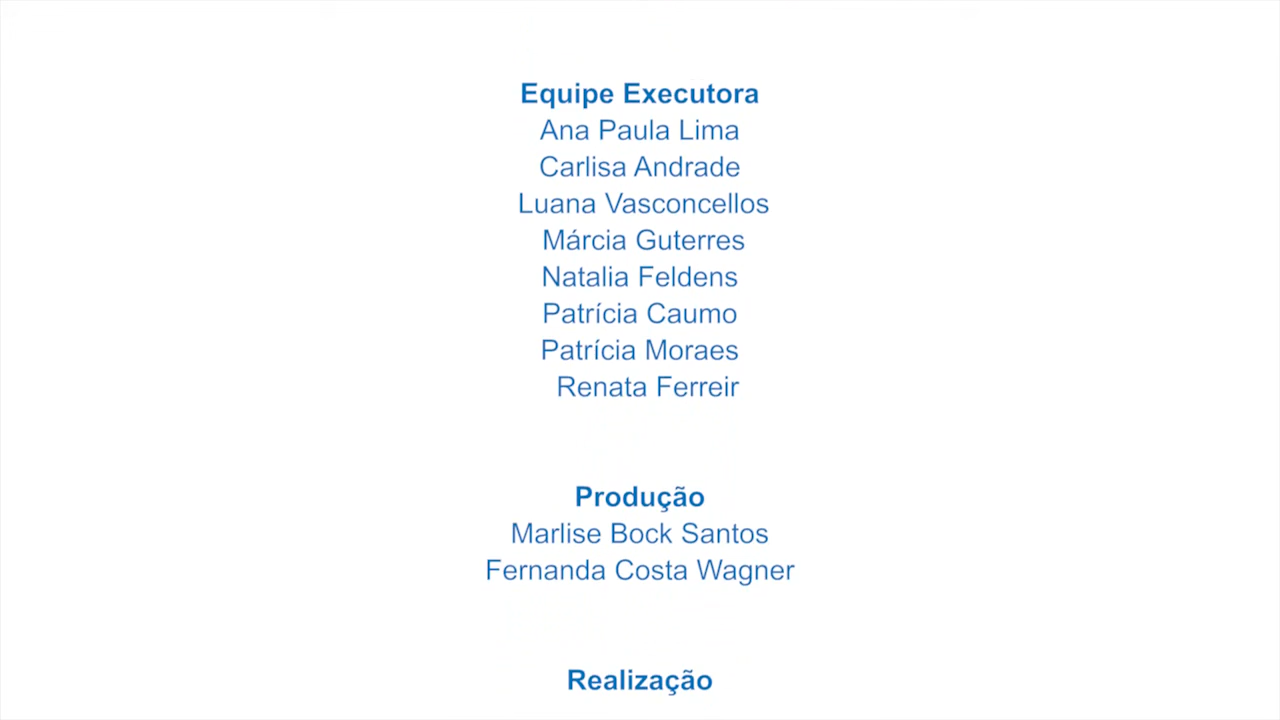 Equipe Executora
Ana Paula Lima
Carlisa Andrade
Luana Vasconcellos
Márcia Guterres
Natalia Feldens
Patrícia Caumo
Patrícia Moraes
Renata Ferreir
Produção
Marlise Bock Santos
Fernanda Costa Wagner
Realização